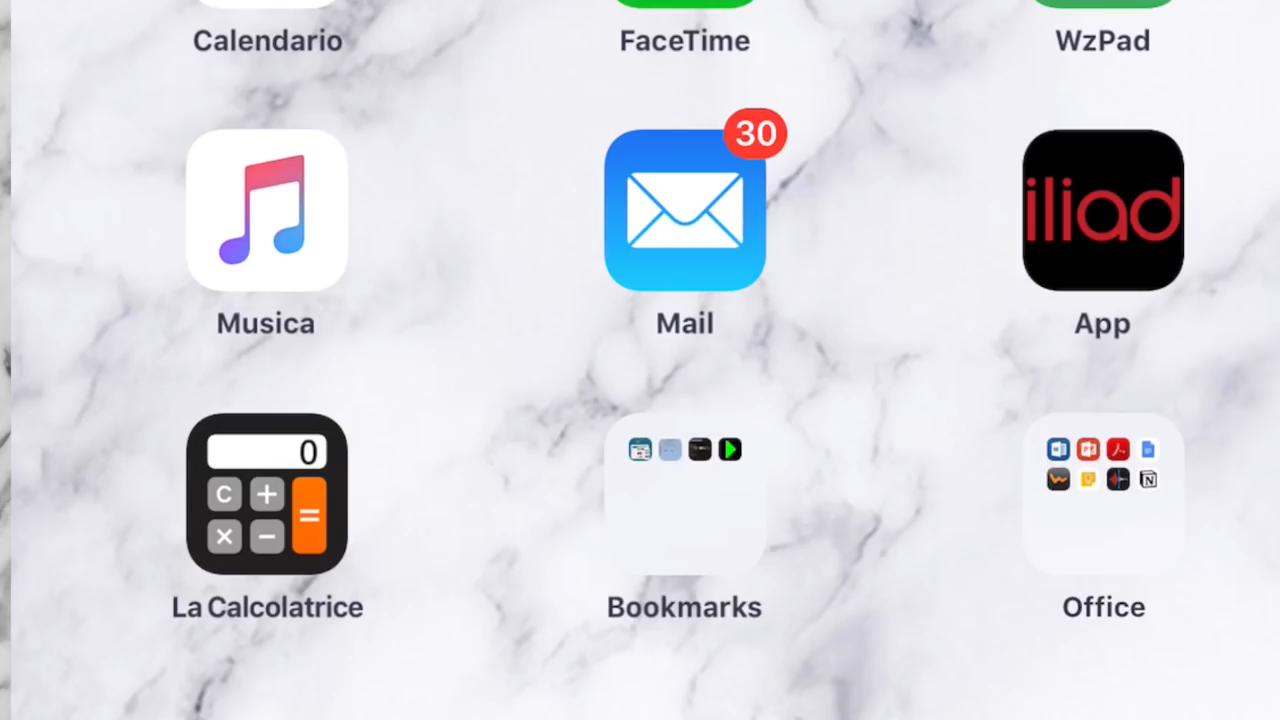 Calendario
FaceTime
WzPad
30
iliad
Musica
Mail
App
0
C +
× − =
La Calcolatrice
Bookmarks
Office